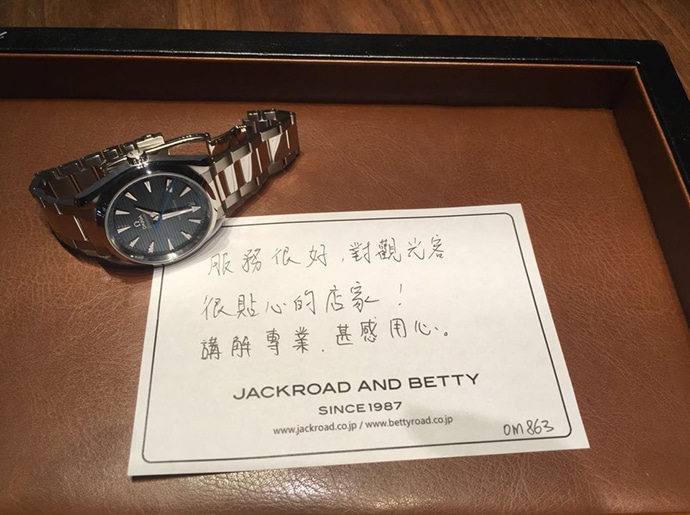 服務很好，對觀光客
很貼心的店家！
講解專業，甚感用心。
JACKROAD AND BETTY
SINCE1987
www.jackroad.co.jp / www.bettyroad.co.jp
OM863